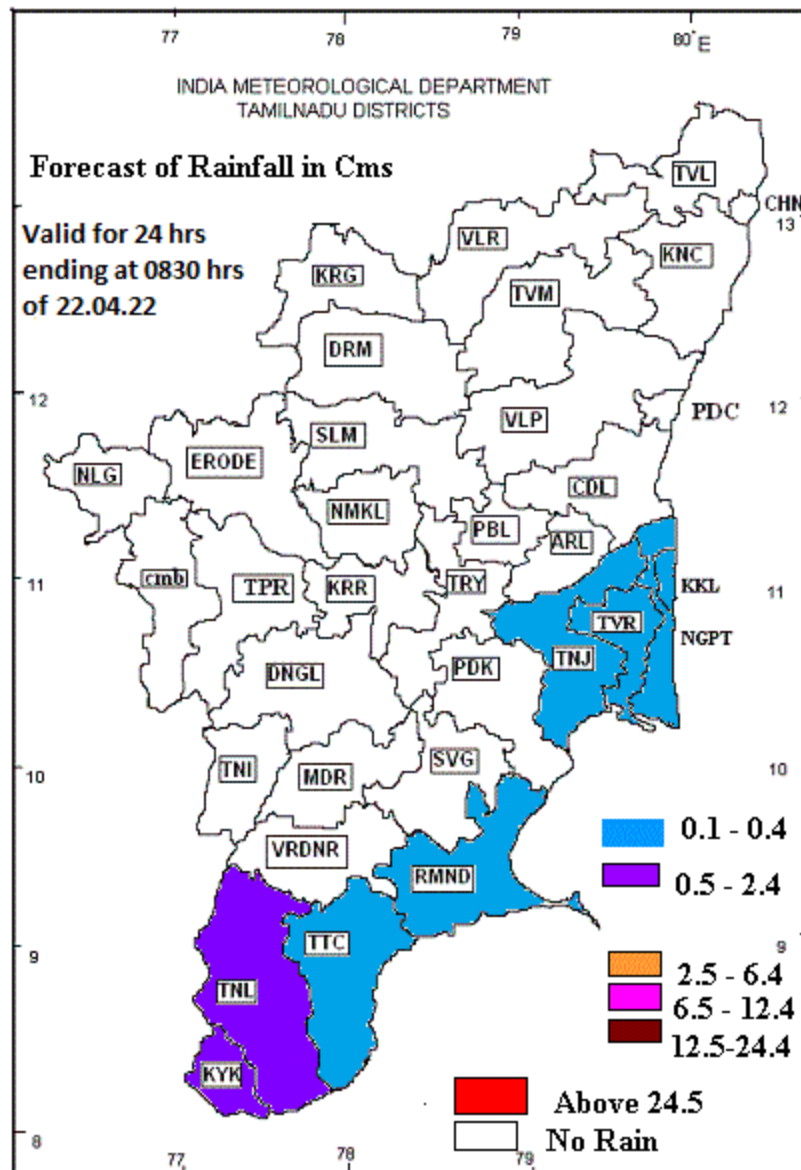 77 78 79 80°E
INDIA METEOROLOGICAL DEPARTMENT
TAMILNADU DISTRICTS
Forecast of Rainfall in Cms
TVL
CHN
13
Valid for 24 hrs
ending at 0830 hrs
of 22.04.22
VLR
KNC
KRG
TVM
DRM
12
12
PDC
VLP
SLM
ERODE
NLG
CDL
NMKL
PBL
ARL
11
cmb
TPR
KRR
TRY
KKL
11
TVR
NGPT
TNJ
DNGL
PDK
10
TNI
MDR
SVG
10
VRDNR
0.1 - 0.4
RMND
0.5 - 2.4
9
TTC
9
2.5 - 6.4
TNL
6.5 - 12.4
12.5-24.4
KYK
Above 24.5
8
No Rain
77 78 79